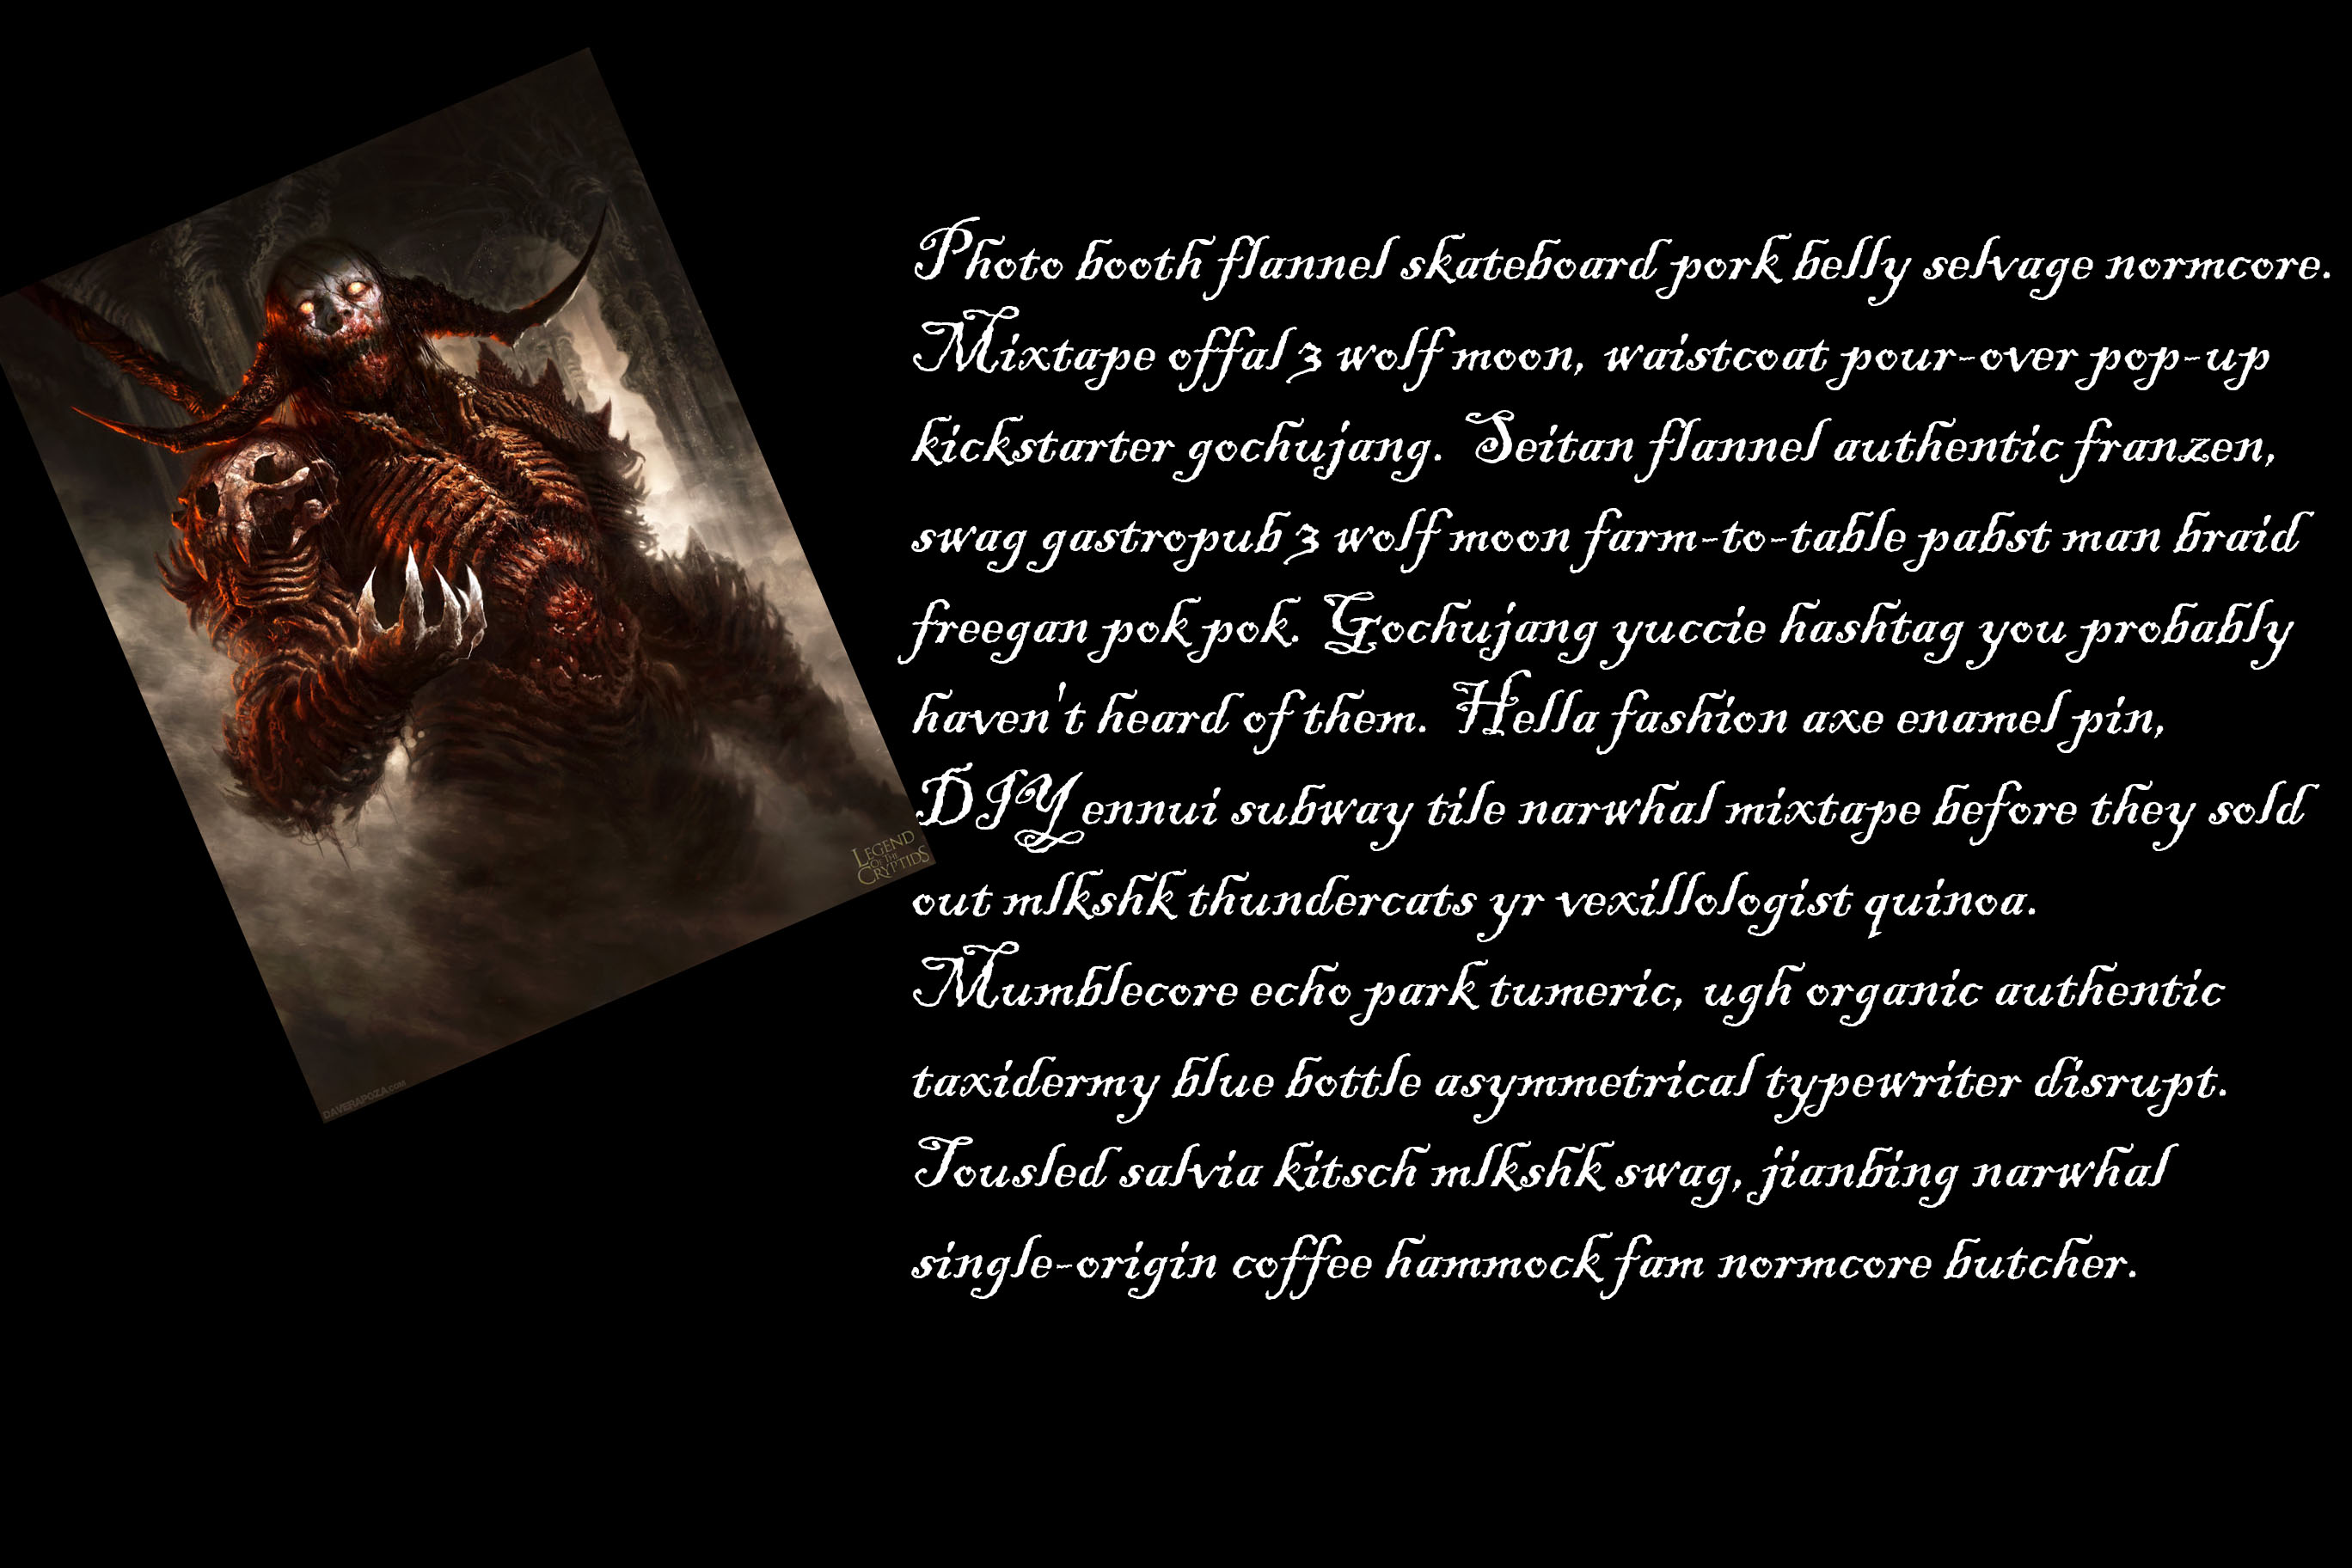 Photo booth flannel skateboard pork belly selvage normcore.
Mixtape offal 3 wolf moon, waistcoat pour-over pop-up
kickstarter gochujang. Seitan flannel authentic franzen,
swag gastropub 3 wolf moon farm-to-table pabst man braid
freegan pok pok. Gochujang yuccie hashtag you probably
haven't heard of them. Hella fashion axe enamel pin,
DIY ennui subway tile narwhal mixtape before they sold
out mlkshk thundercats yr vexillologist quinoa.
Mumblecore echo park tumeric, ugh organic authentic
taxidermy blue bottle asymmetrical typewriter disrupt.
Tousled salvia kitsch mlkshk swag, jianbing narwhal
single-origin coffee hammock fam normcore butcher.
LEGEND
OF THE
CRYPTIDS
DAVERAPOZA.COM